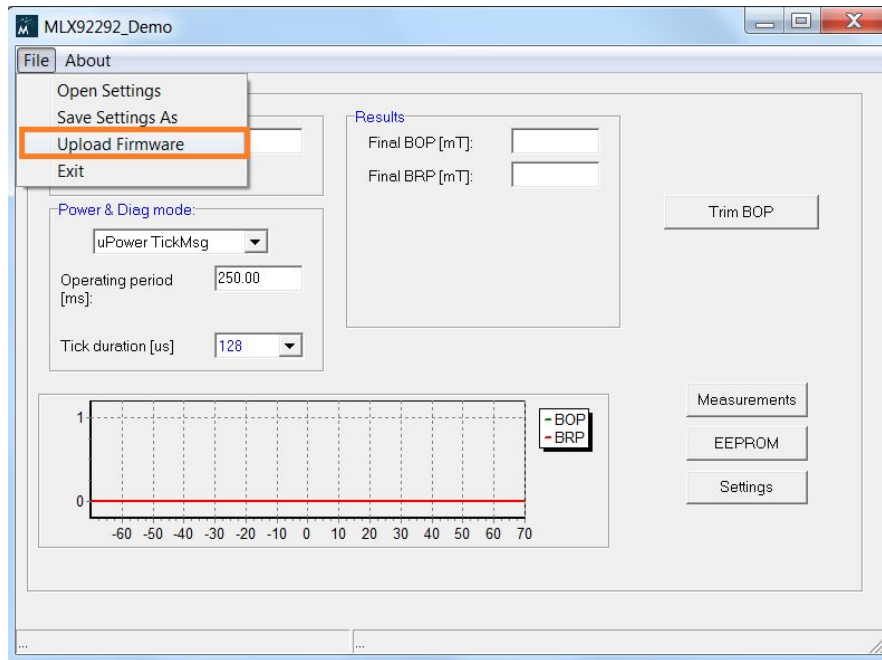 MLX92292_Demo
File About
Open Settings
Save Settings As
Upload Firmware
Exit
Results
Final BOP [mT]:
Final BRP [mT]:
Power & Diag mode:
uPower TickMsg
Operating period
[ms]:
250.00
Tick duration [us]
128
Trim BOP
1
0
-60 -50 -40 -30 -20 -10 0 10 20 30 40 50 60 70
BOP
BRP
Measurements
EEPROM
Settings
...
...